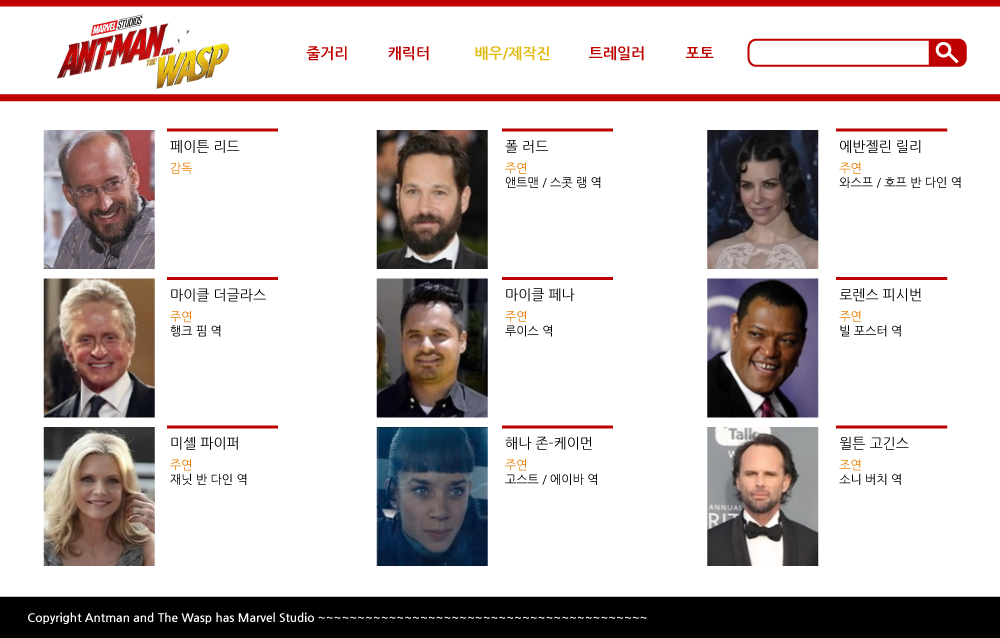 MARVEL STUDIOS
ANT-MAN
AND
THE WASP
줄거리 캐릭터 배우/제작진 트레일러 포토
페이튼 리드
감독
폴 러드
주연
앤트맨 / 스콧 랭 역
에반젤린 릴리
주연
와스프 / 호프 반 다인 역
마이클 더글라스
주연
행크 핌 역
마이클 페나
주연
루이스 역
로렌스 피시번
주연
빌 포스터 역
미셸 파이퍼
주연
재닛 반 다인 역
해나 존-케이먼
주연
고스트 / 에이바 역
Talk
ANNUAL
RIT
월튼 고긴스
조연
소니 버치 역
Copyright Antman and The Wasp has Marvel Studio ~~~~~~~~~~~~~~~~~~~~~~~~~~~~~~~~~~~~~~~~~~